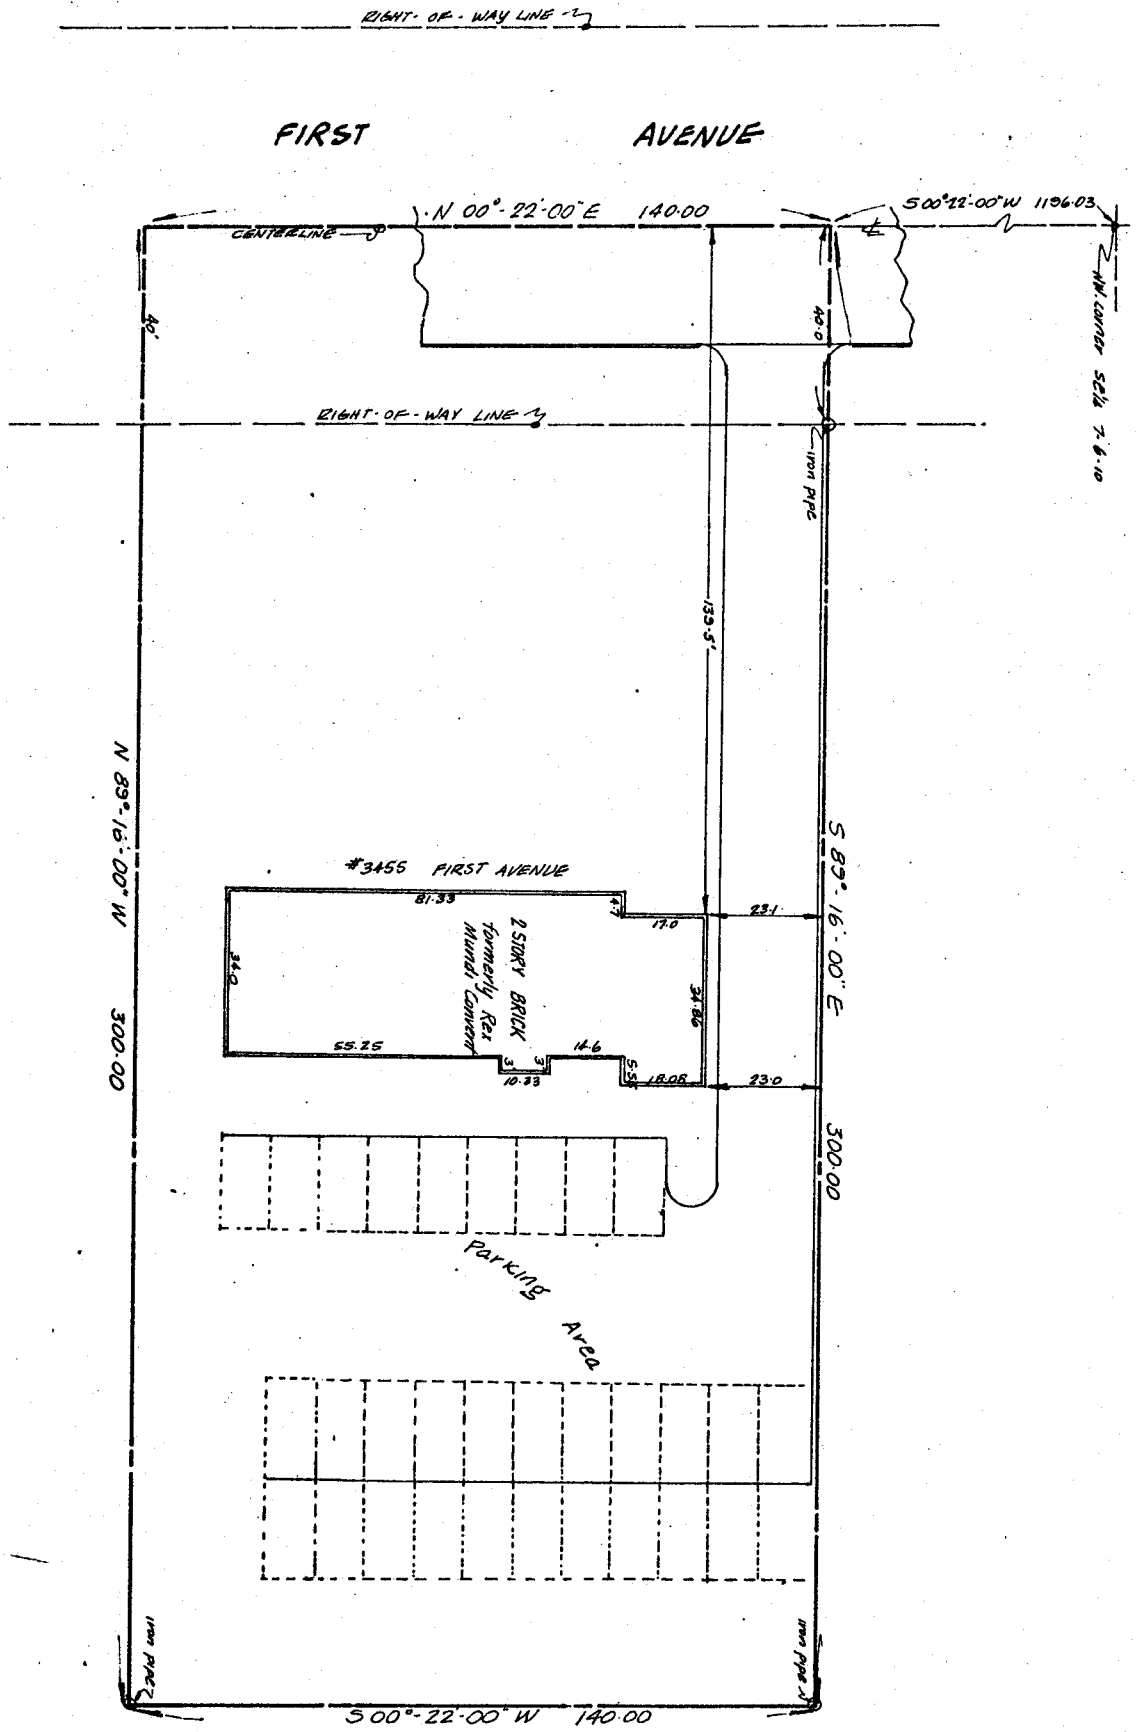 RIGHT-OF-WAY LINE
FIRST AVENUE
N 00°-22'-00" E 140.00
S 00°-22'-00" W 1196.03
CENTERLINE
NW. corner SE¼ 7-6-10
40'
40.0
RIGHT-OF-WAY LINE
iron pipe
139.5'
N 89°-16'-00" W 300.00
S 89°-16'-00" E 300.00
#3455 FIRST AVENUE
81.33
4.7
17.0
23.1
34.0
2 STORY BRICK
formerly Rex
Mundi Convent
34.86
55.25
3'
3'
10.33
14.6
5.55
18.08
23.0
Parking
Area
iron pipe
iron pipe
S 00°-22'-00" W 140.00